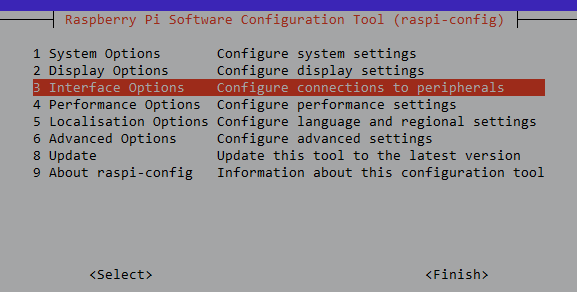 Raspberry Pi Software Configuration Tool (raspi-config)
1 System Options Configure system settings
2 Display Options Configure display settings
3 Interface Options Configure connections to peripherals
4 Performance Options Configure performance settings
5 Localisation Options Configure language and regional settings
6 Advanced Options Configure advanced settings
8 Update Update this tool to the latest version
9 About raspi-config Information about this configuration tool
<Select> <Finish>